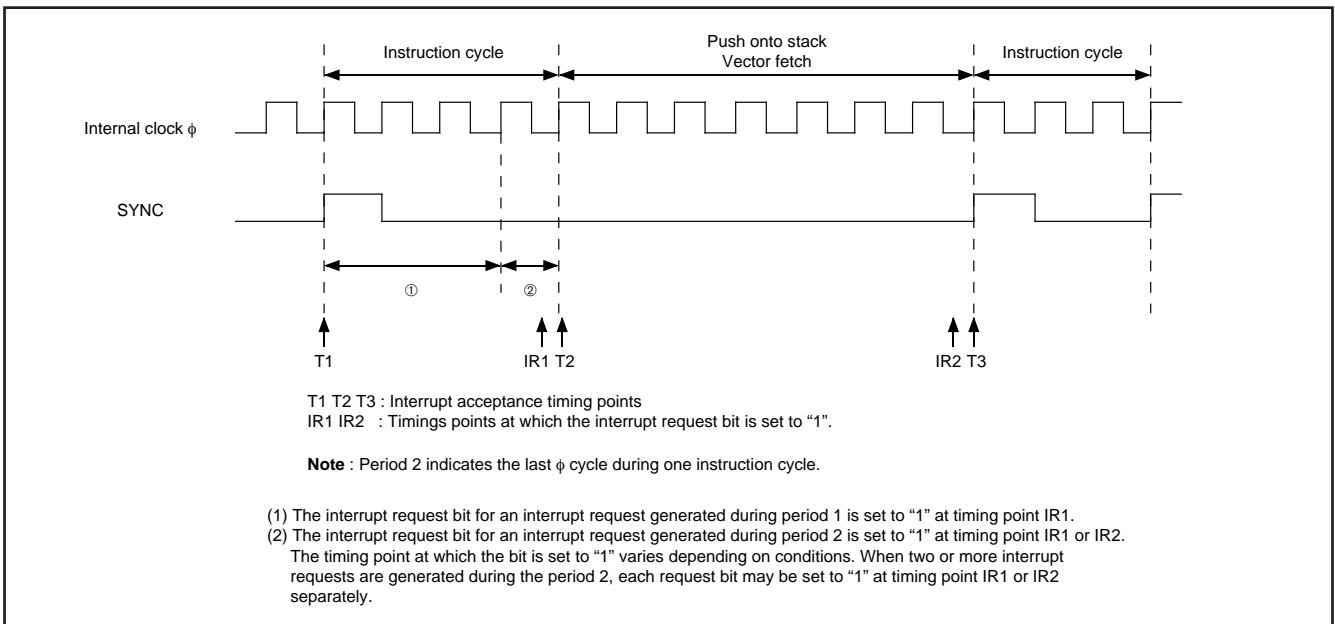 Instruction cycle
Push onto stack
Vector fetch
Instruction cycle
Internal clock ϕ
SYNC
① ②
T1 IR1 T2 IR2 T3
T1 T2 T3 : Interrupt acceptance timing points
IR1 IR2 : Timings points at which the interrupt request bit is set to “1”.
Note : Period 2 indicates the last ϕ cycle during one instruction cycle.
(1) The interrupt request bit for an interrupt request generated during period 1 is set to “1” at timing point IR1.
(2) The interrupt request bit for an interrupt request generated during period 2 is set to “1” at timing point IR1 or IR2.
The timing point at which the bit is set to “1” varies depending on conditions. When two or more interrupt
requests are generated during the period 2, each request bit may be set to “1” at timing point IR1 or IR2
separately.